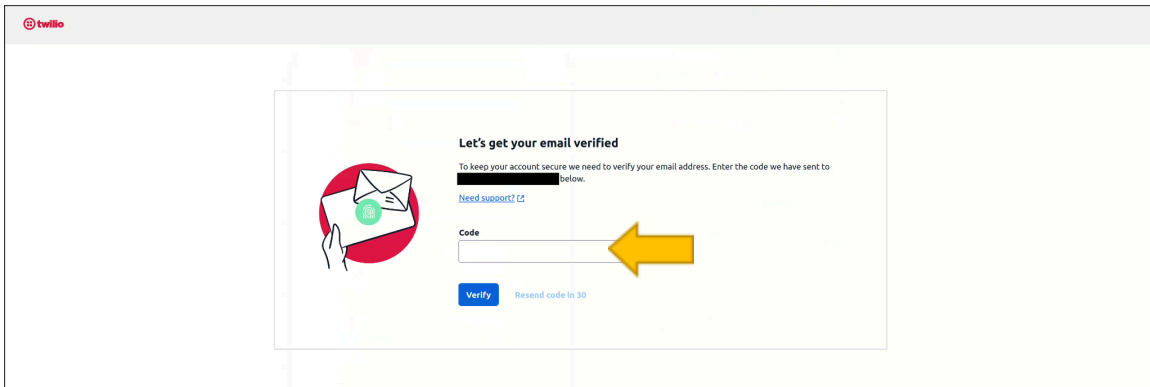 twilio
Let's get your email verified
To keep your account secure we need to verify your email address. Enter the code we have sent to
below.
Need support?
Code
Verify Resend code in 30